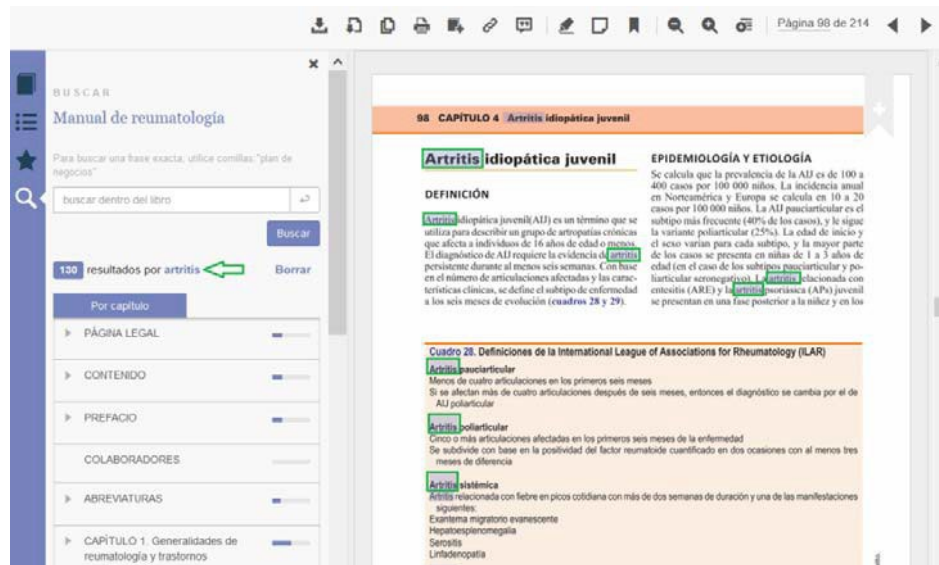 Página 98 de 214
BUSCAR
Manual de reumatología
Para buscar una frase exacta, utilice comillas:"plan de
negocios"
buscar dentro del libro
Buscar
130 resultados por artritis
Borrar
Por capítulo
PÁGINA LEGAL
CONTENIDO
PREFACIO
COLABORADORES
ABREVIATURAS
CAPÍTULO 1. Generalidades de
reumatología y trastornos
98 CAPÍTULO 4 Artritis idiopática juvenil
Artritis idiopática juvenil
DEFINICIÓN
Artritis idiopática juvenil(AIJ) es un término que se
utiliza para describir un grupo de artropatías crónicas
que afecta a individuos de 16 años de edad o menos.
El diagnóstico de AIJ requiere la evidencia de artritis
persistente durante al menos seis semanas. Con base
en el número de articulaciones afectadas y las carac-
terísticas clínicas, se define el subtipo de enfermedad
a los seis meses de evolución (cuadros 28 y 29).
EPIDEMIOLOGÍA Y ETIOLOGÍA
Se calcula que la prevalencia de la AIJ es de 100 a
400 casos por 100 000 niños. La incidencia anual
en Norteamérica y Europa se calcula en 10 a 20
casos por 100 000 niños. La AIJ pauciarticular es el
subtipo más frecuente (40% de los casos), y le sigue
la variante poliarticular (25%). La edad de inicio y
el sexo varían para cada subtipo, y la mayor parte
de los casos se presenta en niñas de 1 a 3 años de
edad (en el caso de los subtipos pauciarticular y po-
liarticular seronegativo). La artritis relacionada con
entesitis (ARE) y la artritis psoriásica (APs) juvenil
se presentan en una fase posterior a la niñez y en los
Cuadro 28. Definiciones de la International League of Associations for Rheumatology (ILAR)
Artritis pauciarticular
Menos de cuatro articulaciones en los primeros seis meses
Si se afectan más de cuatro articulaciones después de seis meses, entonces el diagnóstico se cambia por el de
AIJ poliarticular
Artritis poliarticular
Cinco o más articulaciones afectadas en los primeros seis meses de la enfermedad
Se subdivide con base en la positividad del factor reumatoide cuantificado en dos ocasiones con al menos tres
meses de diferencia
Artritis sistémica
Artritis relacionada con fiebre en picos cotidiana con más de dos semanas de duración y una de las manifestaciones
siguientes:
Exantema migratorio evanescente
Hepatoesplenomegalia
Serositis
Linfadenopatía